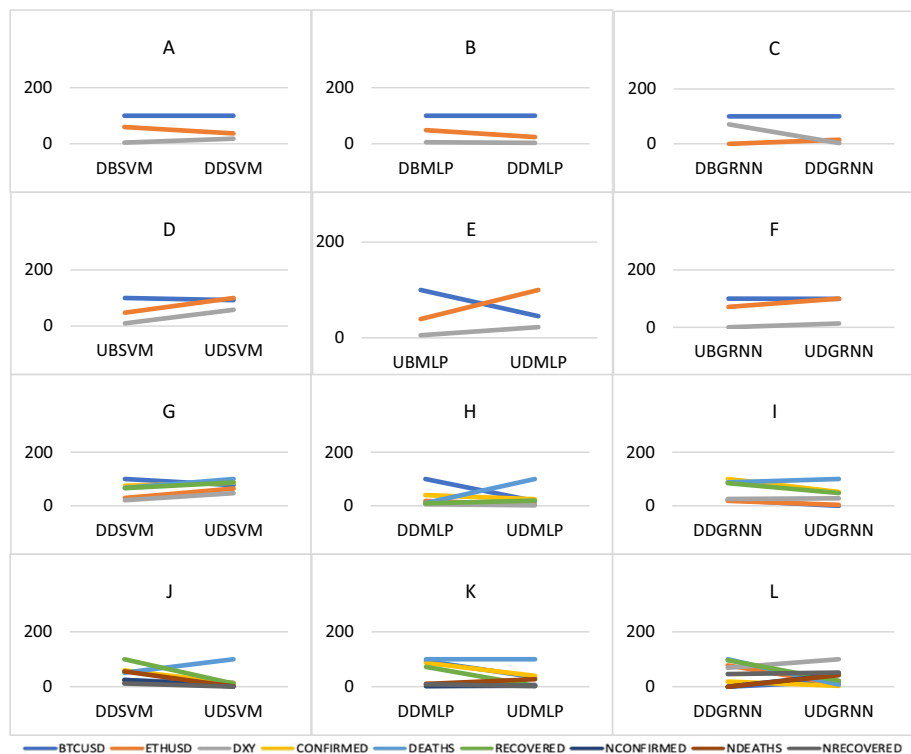 A
200
0
DBSVM DDSVM
B
200
0
DBMLP DDMLP
C
200
0
DBGRNN DDGRNN
D
200
0
UBSVM UDSVM
E
200
0
UBMLP UDMLP
F
200
0
UBGRNN UDGRNN
G
200
0
DDSVM UDSVM
H
200
0
DDMLP UDMLP
I
200
0
DDGRNN UDGRNN
J
200
0
DDSVM UDSVM
K
200
0
DDMLP UDMLP
L
200
0
DDGRNN UDGRNN
BTCUSD ETHUSD DXY CONFIRMED DEATHS RECOVERED NCONFIRMED NDEATHS NRECOVERED